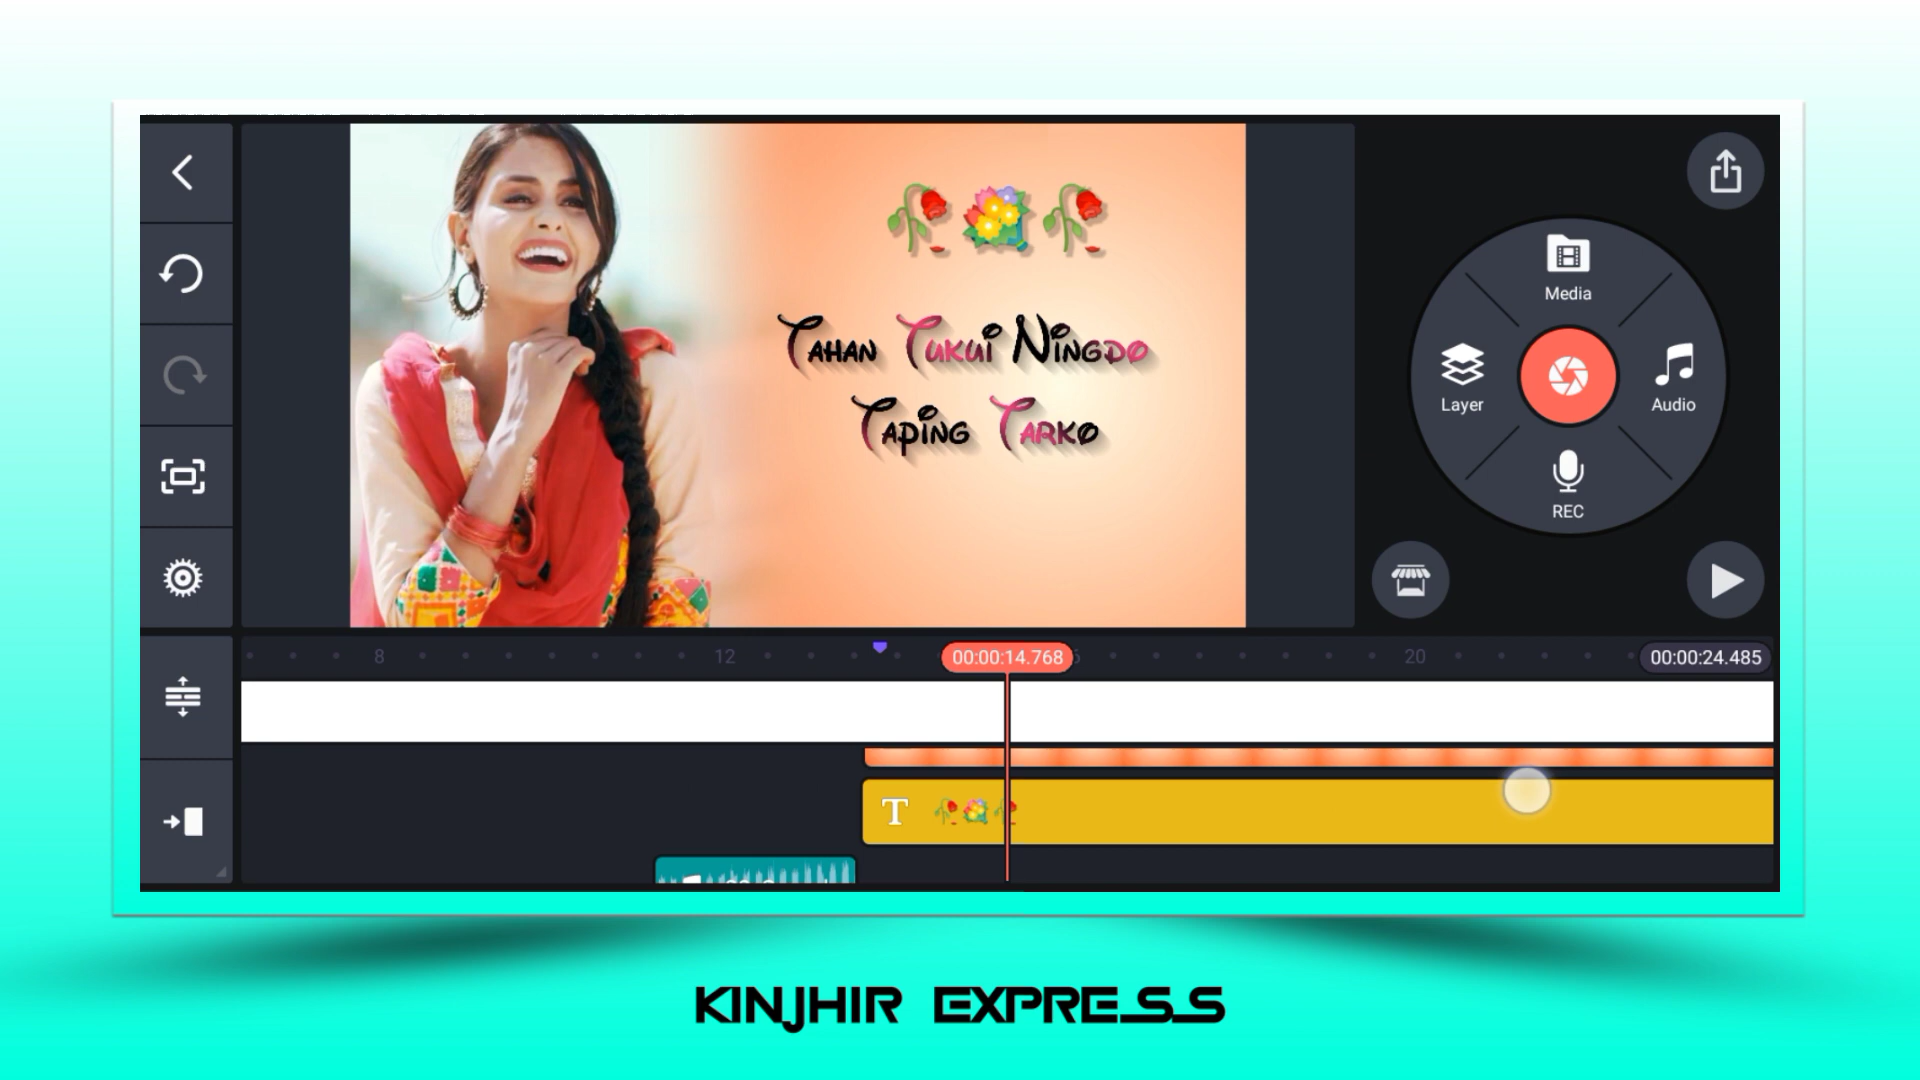 🥀💐🥀
Tahan Tukui Ningdo
Taping Tarko
Media
Layer
Audio
REC
8
12
00:00:14.768
20
00:00:24.485
T 🥀💐🥀
KINJHIR EXPRESS